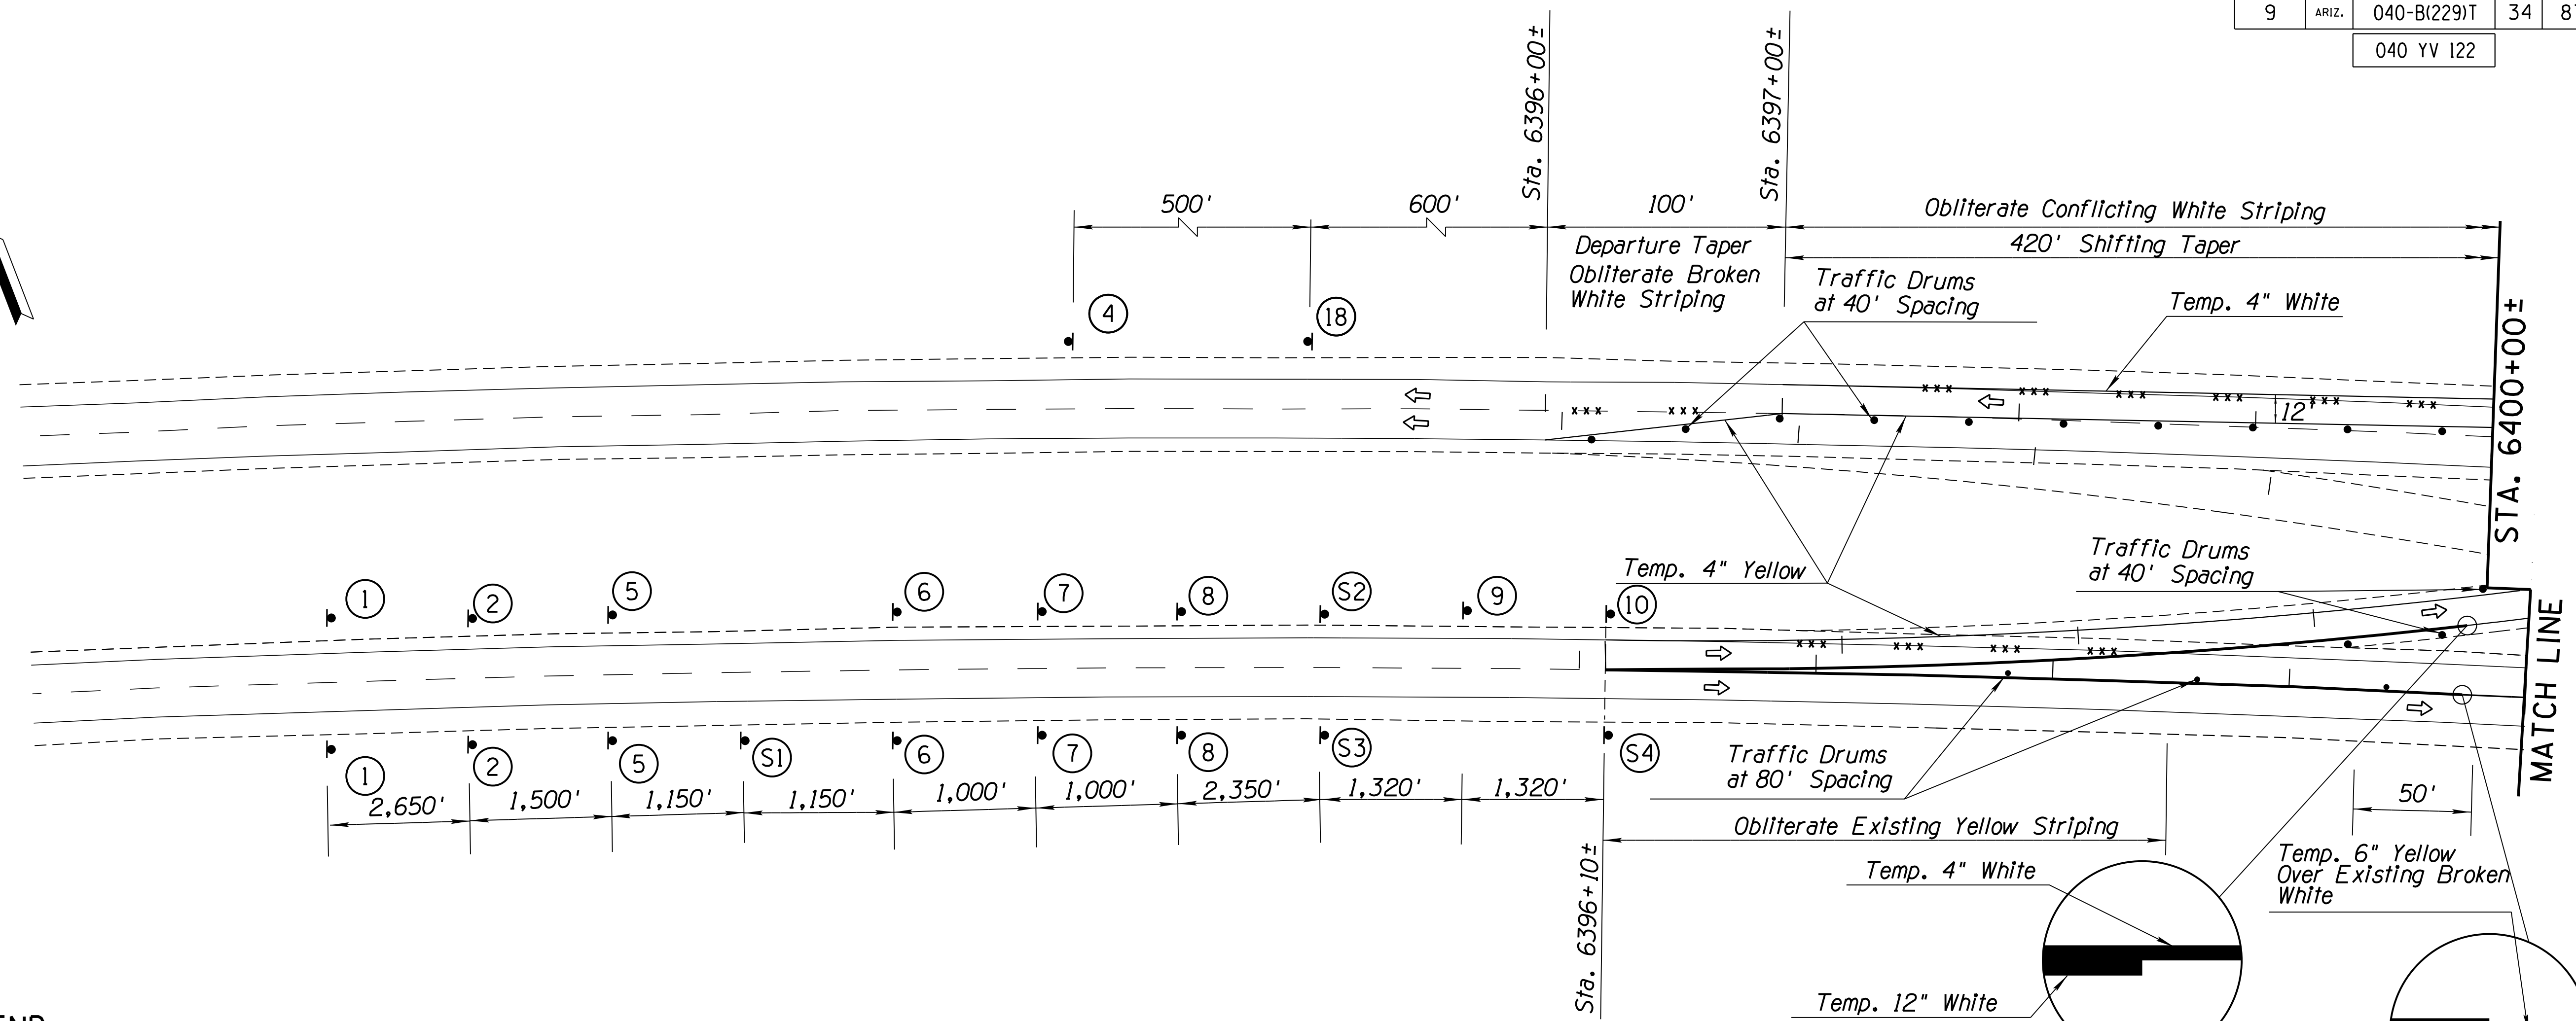 9 ARIZ. 040-B(229)T 34
040 YV 122
Sta. 6396+00±
Sta. 6397+00±
500'
600'
100'
Obliterate Conflicting White Striping
420' Shifting Taper
Departure Taper
Obliterate Broken
White Striping
Traffic Drums
at 40' Spacing
Temp. 4" White
4
18
12'
STA. 6400+00±
Temp. 4" Yellow
Traffic Drums
at 40' Spacing
1
2
5
6
7
8
S2
9
10
MATCH LINE
1
2
5
S1
6
7
8
S3
S4
2,650'
1,500'
1,150'
1,150'
1,000'
1,000'
2,350'
1,320'
1,320'
Traffic Drums
at 80' Spacing
50'
Obliterate Existing Yellow Striping
Sta. 6396+10±
Temp. 4" White
Temp. 6" Yellow
Over Existing Broken
White
Temp. 12" White